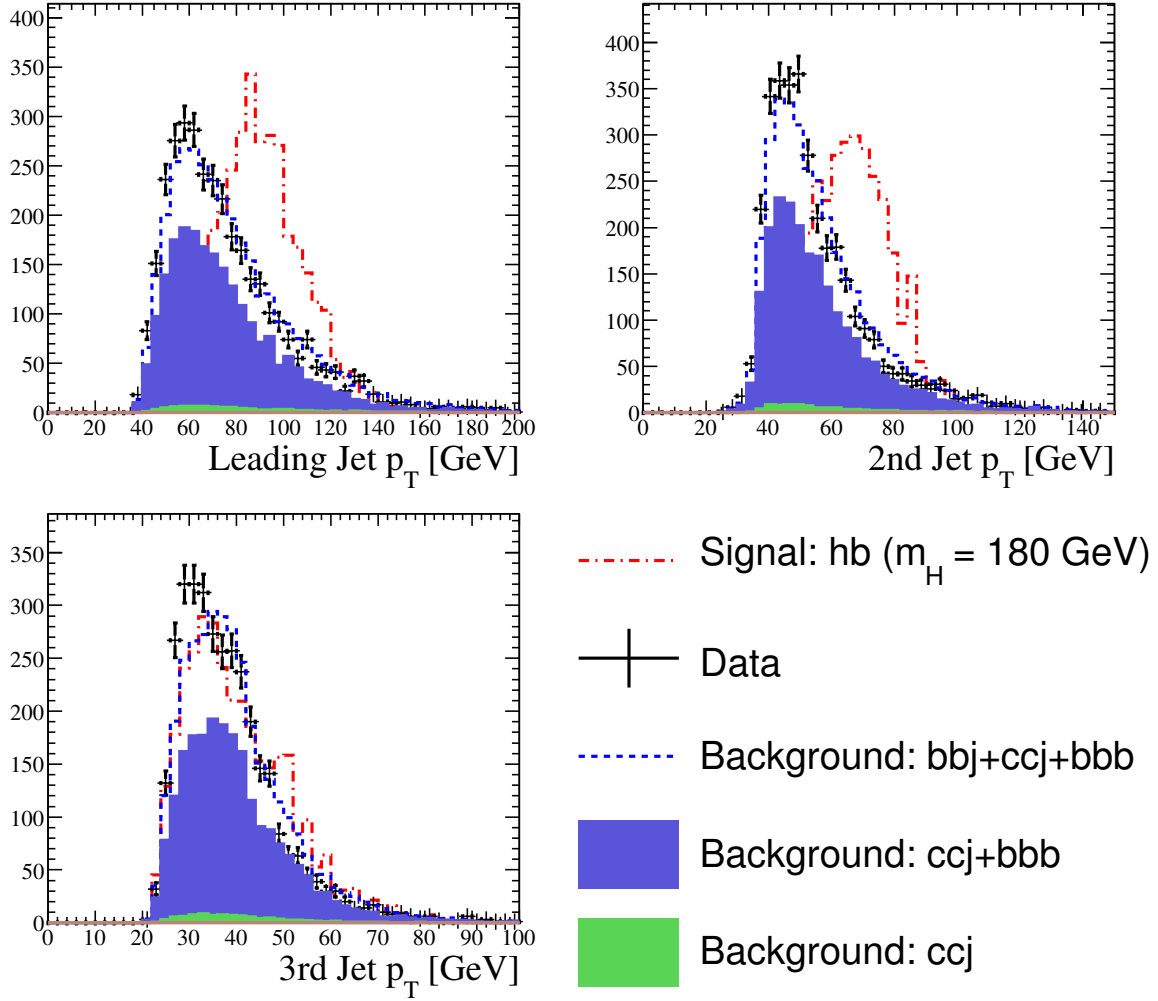 400
350
300
250
200
150
100
50
0
0 20 40 60 80 100 120 140 160 180 200
Leading Jet p_T [GeV]
400
350
300
250
200
150
100
50
0
0 20 40 60 80 100 120 140
2nd Jet p_T [GeV]
400
350
300
250
200
150
100
50
0
0 10 20 30 40 50 60 70 80 90 100
3rd Jet p_T [GeV]
Signal: hb (m_H = 180 GeV)
Data
Background: bbj+ccj+bbb
Background: ccj+bbb
Background: ccj